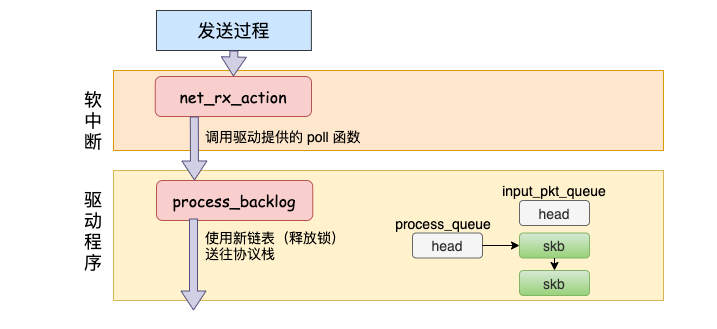 发送过程
软中断
net_rx_action
调用驱动提供的 poll 函数
驱动程序
process_backlog
使用新链表（释放锁）
送往协议栈
input_pkt_queue
head
process_queue
head
skb
skb